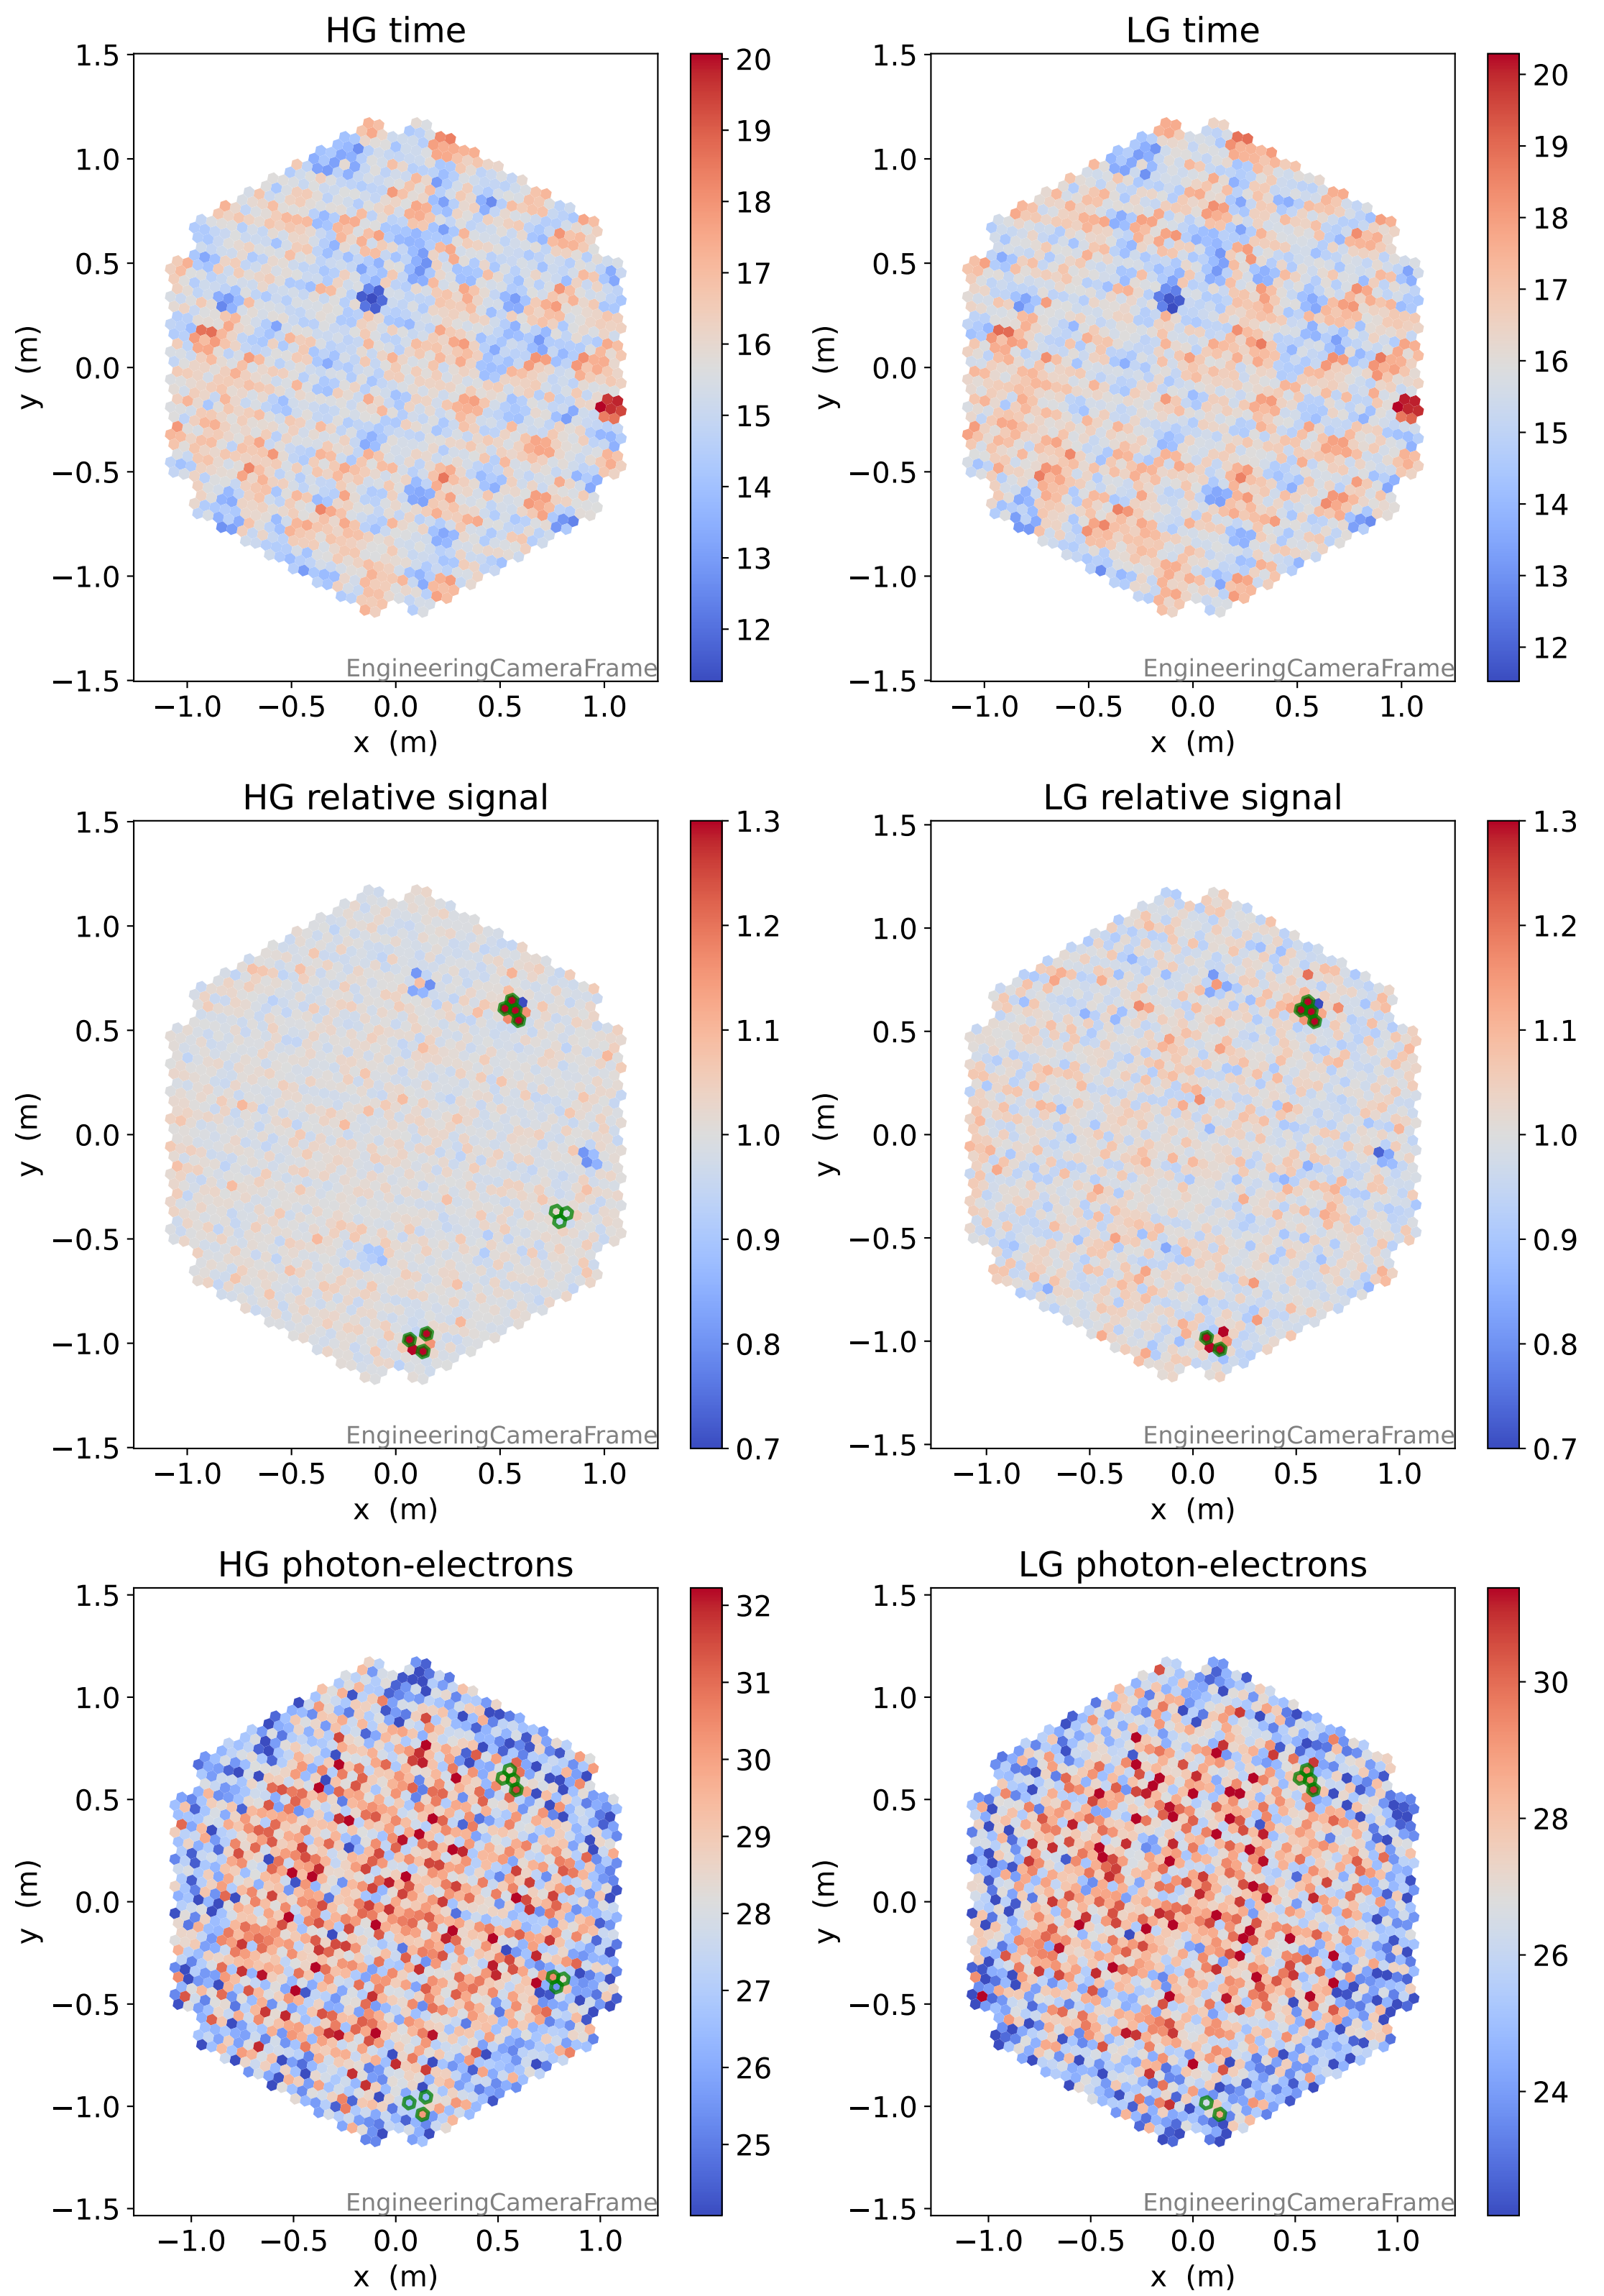 HG time
1.5
1.0
0.5
0.0
−0.5
−1.0
−1.5
y (m)
−1.0 −0.5 0.0 0.5 1.0
x (m)
EngineeringCameraFrame
20
19
18
17
16
15
14
13
12
LG time
1.5
1.0
0.5
0.0
−0.5
−1.0
−1.5
y (m)
−1.0 −0.5 0.0 0.5 1.0
x (m)
EngineeringCameraFrame
20
19
18
17
16
15
14
13
12
HG relative signal
1.5
1.0
0.5
0.0
−0.5
−1.0
−1.5
y (m)
−1.0 −0.5 0.0 0.5 1.0
x (m)
EngineeringCameraFrame
1.3
1.2
1.1
1.0
0.9
0.8
0.7
LG relative signal
1.5
1.0
0.5
0.0
−0.5
−1.0
−1.5
y (m)
−1.0 −0.5 0.0 0.5 1.0
x (m)
EngineeringCameraFrame
1.3
1.2
1.1
1.0
0.9
0.8
0.7
HG photon-electrons
1.5
1.0
0.5
0.0
−0.5
−1.0
−1.5
y (m)
−1.0 −0.5 0.0 0.5 1.0
x (m)
EngineeringCameraFrame
32
31
30
29
28
27
26
25
LG photon-electrons
1.5
1.0
0.5
0.0
−0.5
−1.0
−1.5
y (m)
−1.0 −0.5 0.0 0.5 1.0
x (m)
EngineeringCameraFrame
30
28
26
24